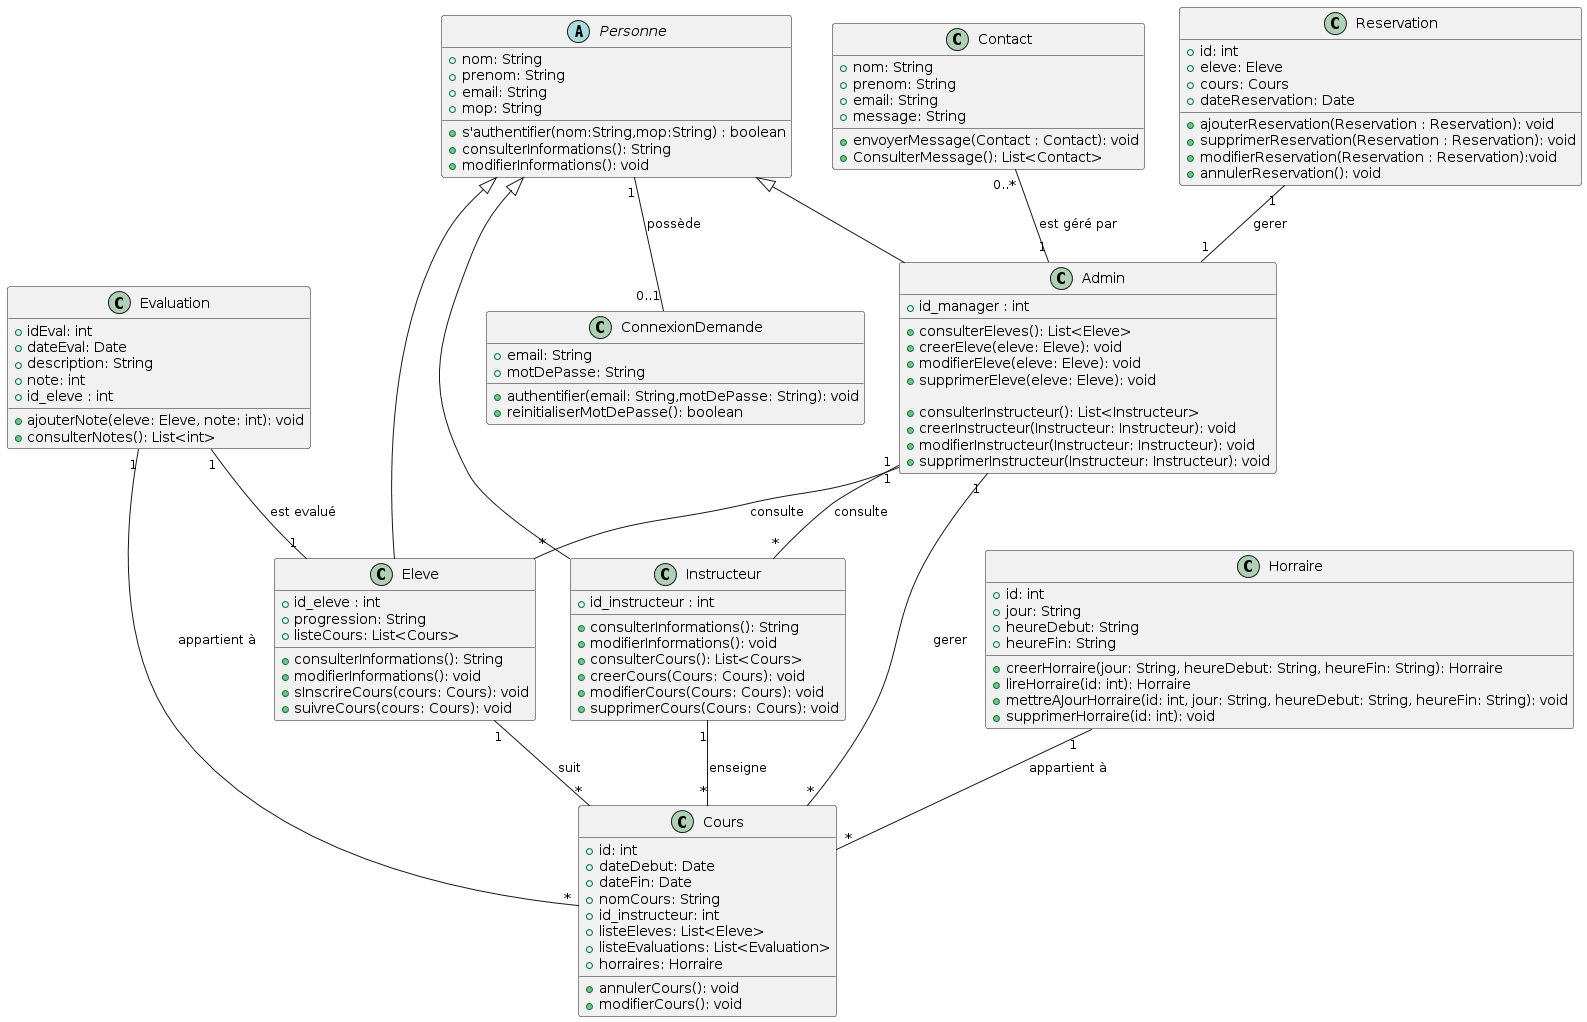 A Personne
nom: String
prenom: String
email: String
mop: String
s'authentifier(nom:String,mop:String) : boolean
consulterInformations(): String
modifierInformations(): void
C Contact
nom: String
prenom: String
email: String
message: String
envoyerMessage(Contact : Contact): void
ConsulterMessage(): List<Contact>
C Reservation
id: int
eleve: Eleve
cours: Cours
dateReservation: Date
ajouterReservation(Reservation : Reservation): void
supprimerReservation(Reservation : Reservation): void
modifierReservation(Reservation : Reservation):void
annulerReservation(): void
1
possède
0..1
0..*
est géré par
1
1
gerer
1
C Evaluation
idEval: int
dateEval: Date
description: String
note: int
id_eleve : int
ajouterNote(eleve: Eleve, note: int): void
consulterNotes(): List<int>
C ConnexionDemande
email: String
motDePasse: String
authentifier(email: String,motDePasse: String): void
reinitialiserMotDePasse(): boolean
C Admin
id_manager : int
consulterEleves(): List<Eleve>
creerEleve(eleve: Eleve): void
modifierEleve(eleve: Eleve): void
supprimerEleve(eleve: Eleve): void
consulterInstructeur(): List<Instructeur>
creerInstructeur(Instructeur: Instructeur): void
modifierInstructeur(Instructeur: Instructeur): void
supprimerInstructeur(Instructeur: Instructeur): void
1
1
est evalué
1
1
consulte
*
1
consulte
*
1
gerer
*
appartient à
*
C Eleve
id_eleve : int
progression: String
listeCours: List<Cours>
consulterInformations(): String
modifierInformations(): void
sInscrireCours(cours: Cours): void
suivreCours(cours: Cours): void
C Instructeur
id_instructeur : int
consulterInformations(): String
modifierInformations(): void
consulterCours(): List<Cours>
creerCours(Cours: Cours): void
modifierCours(Cours: Cours): void
supprimerCours(Cours: Cours): void
C Horraire
id: int
jour: String
heureDebut: String
heureFin: String
creerHorraire(jour: String, heureDebut: String, heureFin: String): Horraire
lireHorraire(id: int): Horraire
mettreAJourHorraire(id: int, jour: String, heureDebut: String, heureFin: String): void
supprimerHorraire(id: int): void
1
suit
*
1
enseigne
*
1
appartient à
*
C Cours
id: int
dateDebut: Date
dateFin: Date
nomCours: String
id_instructeur: int
listeEleves: List<Eleve>
listeEvaluations: List<Evaluation>
horraires: Horraire
annulerCours(): void
modifierCours(): void